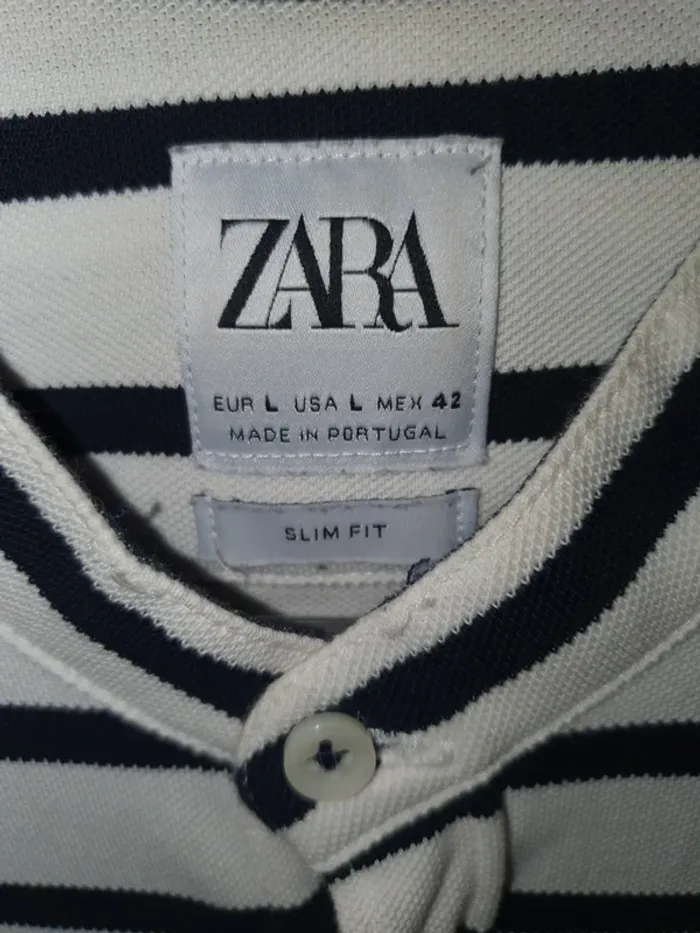 ZARA
EUR L USA L MEX 42
MADE IN PORTUGAL
SLIM FIT